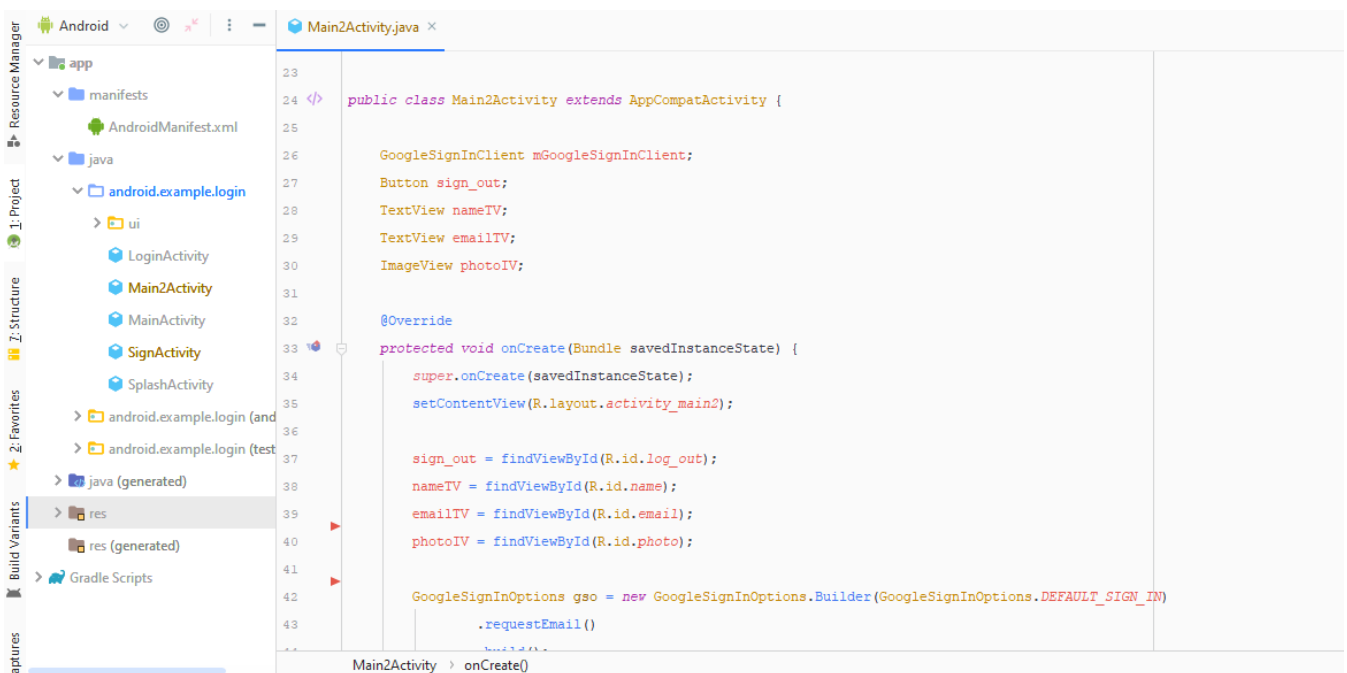 Android
Main2Activity.java
Resource Manager
1: Project
7: Structure
2: Favorites
Build Variants
app
manifests
AndroidManifest.xml
java
android.example.login
ui
LoginActivity
Main2Activity
MainActivity
SignActivity
SplashActivity
android.example.login (and
android.example.login (test
java (generated)
res
res (generated)
Gradle Scripts
23
24 public class Main2Activity extends AppCompatActivity {
25
26 GoogleSignInClient mGoogleSignInClient;
27 Button sign_out;
28 TextView nameTV;
29 TextView emailTV;
30 ImageView photoIV;
31
32 @Override
33 protected void onCreate(Bundle savedInstanceState) {
34 super.onCreate(savedInstanceState);
35 setContentView(R.layout.activity_main2);
36
37 sign_out = findViewById(R.id.log_out);
38 nameTV = findViewById(R.id.name);
39 emailTV = findViewById(R.id.email);
40 photoIV = findViewById(R.id.photo);
41
42 GoogleSignInOptions gso = new GoogleSignInOptions.Builder(GoogleSignInOptions.DEFAULT_SIGN_IN)
43 .requestEmail()
Main2Activity > onCreate()